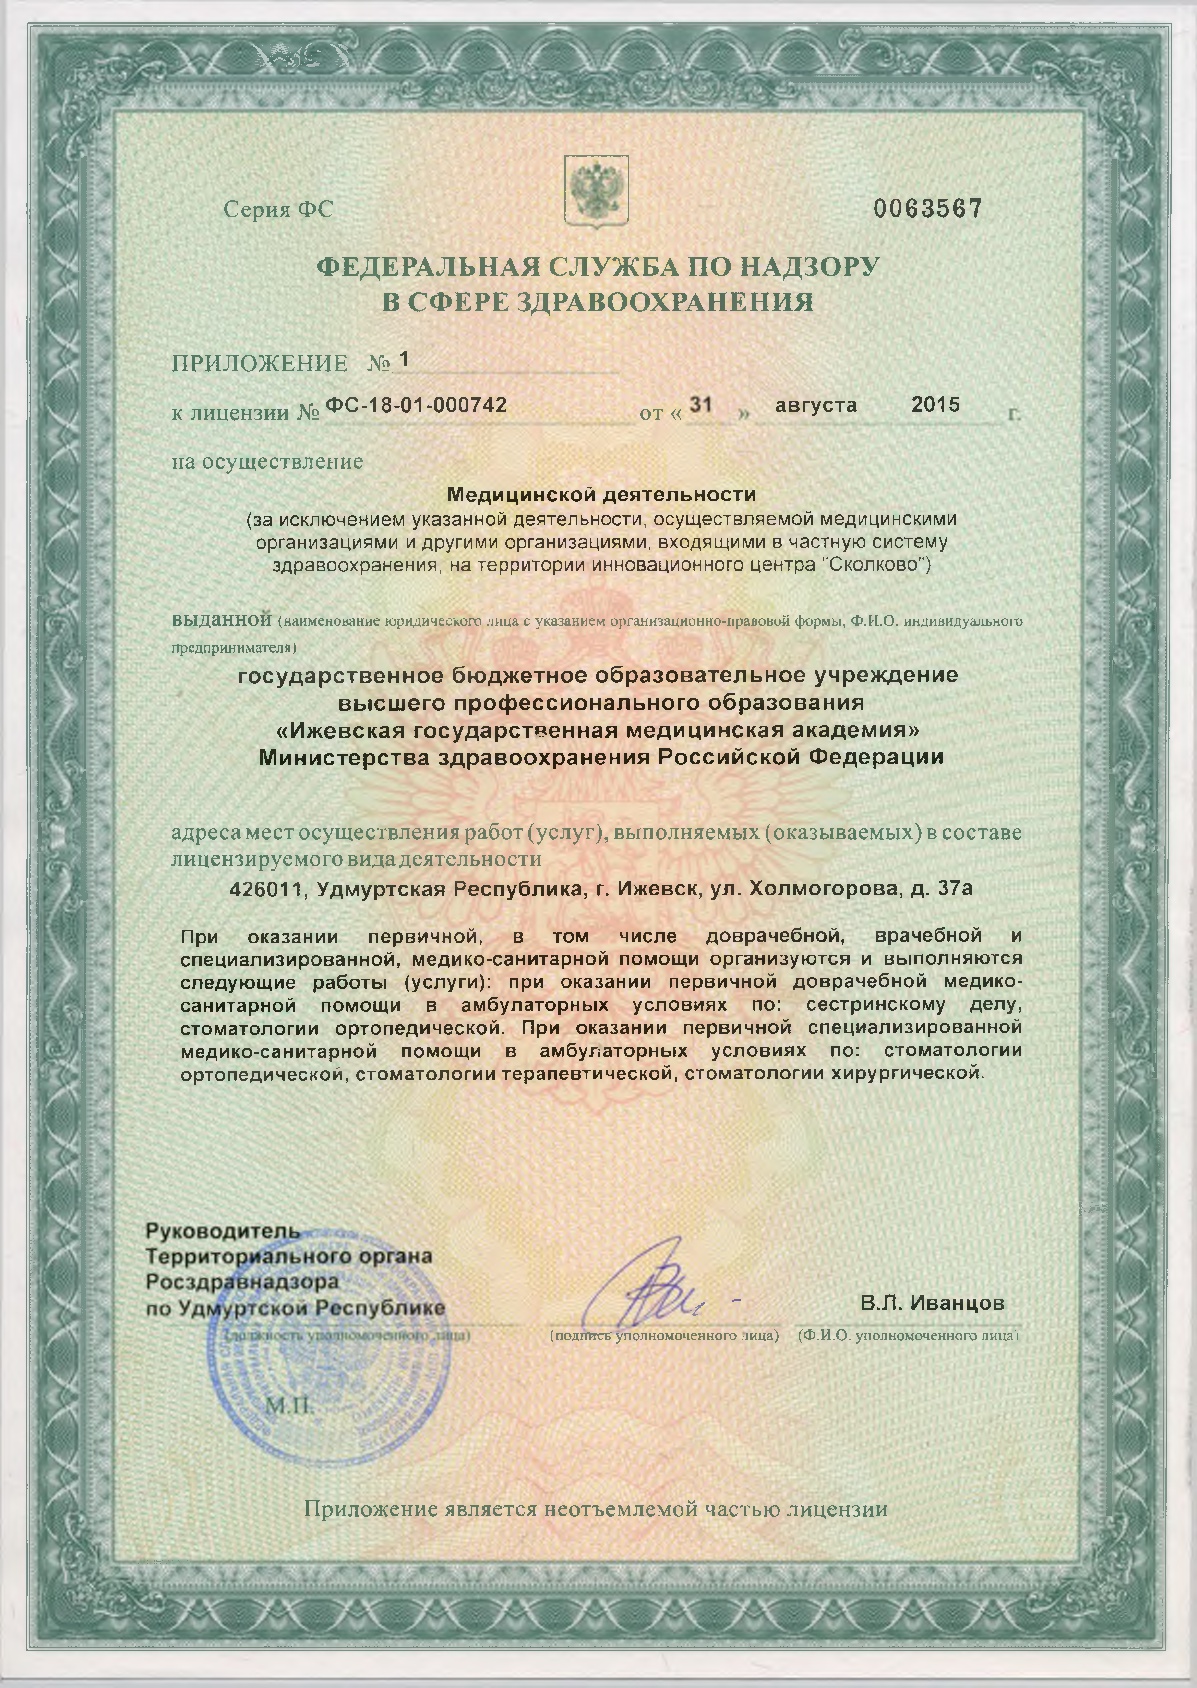 Серия ФС
0063567
ФЕДЕРАЛЬНАЯ СЛУЖБА ПО НАДЗОРУ
В СФЕРЕ ЗДРАВООХРАНЕНИЯ
ПРИЛОЖЕНИЕ № 1
к лицензии № ФС-18-01-000742 от « 31 » августа 2015 г.
на осуществление
Медицинской деятельности
(за исключением указанной деятельности, осуществляемой медицинскими
организациями и другими организациями, входящими в частную систему
здравоохранения, на территории инновационного центра "Сколково")
выданной (наименование юридического лица с указанием организационно-правовой формы, Ф.И.О. индивидуального
предпринимателя)
государственное бюджетное образовательное учреждение
высшего профессионального образования
«Ижевская государственная медицинская академия»
Министерства здравоохранения Российской Федерации
адреса мест осуществления работ (услуг), выполняемых (оказываемых) в составе
лицензируемого вида деятельности
426011, Удмуртская Республика, г. Ижевск, ул. Холмогорова, д. 37а
При оказании первичной, в том числе доврачебной, врачебной и
специализированной, медико-санитарной помощи организуются и выполняются
следующие работы (услуги): при оказании первичной доврачебной медико-
санитарной помощи в амбулаторных условиях по: сестринскому делу,
стоматологии ортопедической. При оказании первичной специализированной
медико-санитарной помощи в амбулаторных условиях по: стоматологии
ортопедической, стоматологии терапевтической, стоматологии хирургической.
Руководитель
Территориального органа
Росздравнадзора
по Удмуртской Республике
В.Л. Иванцов
(должность уполномоченного лица) (подпись уполномоченного лица) (Ф.И.О. уполномоченного лица)
М.П.
Приложение является неотъемлемой частью лицензии